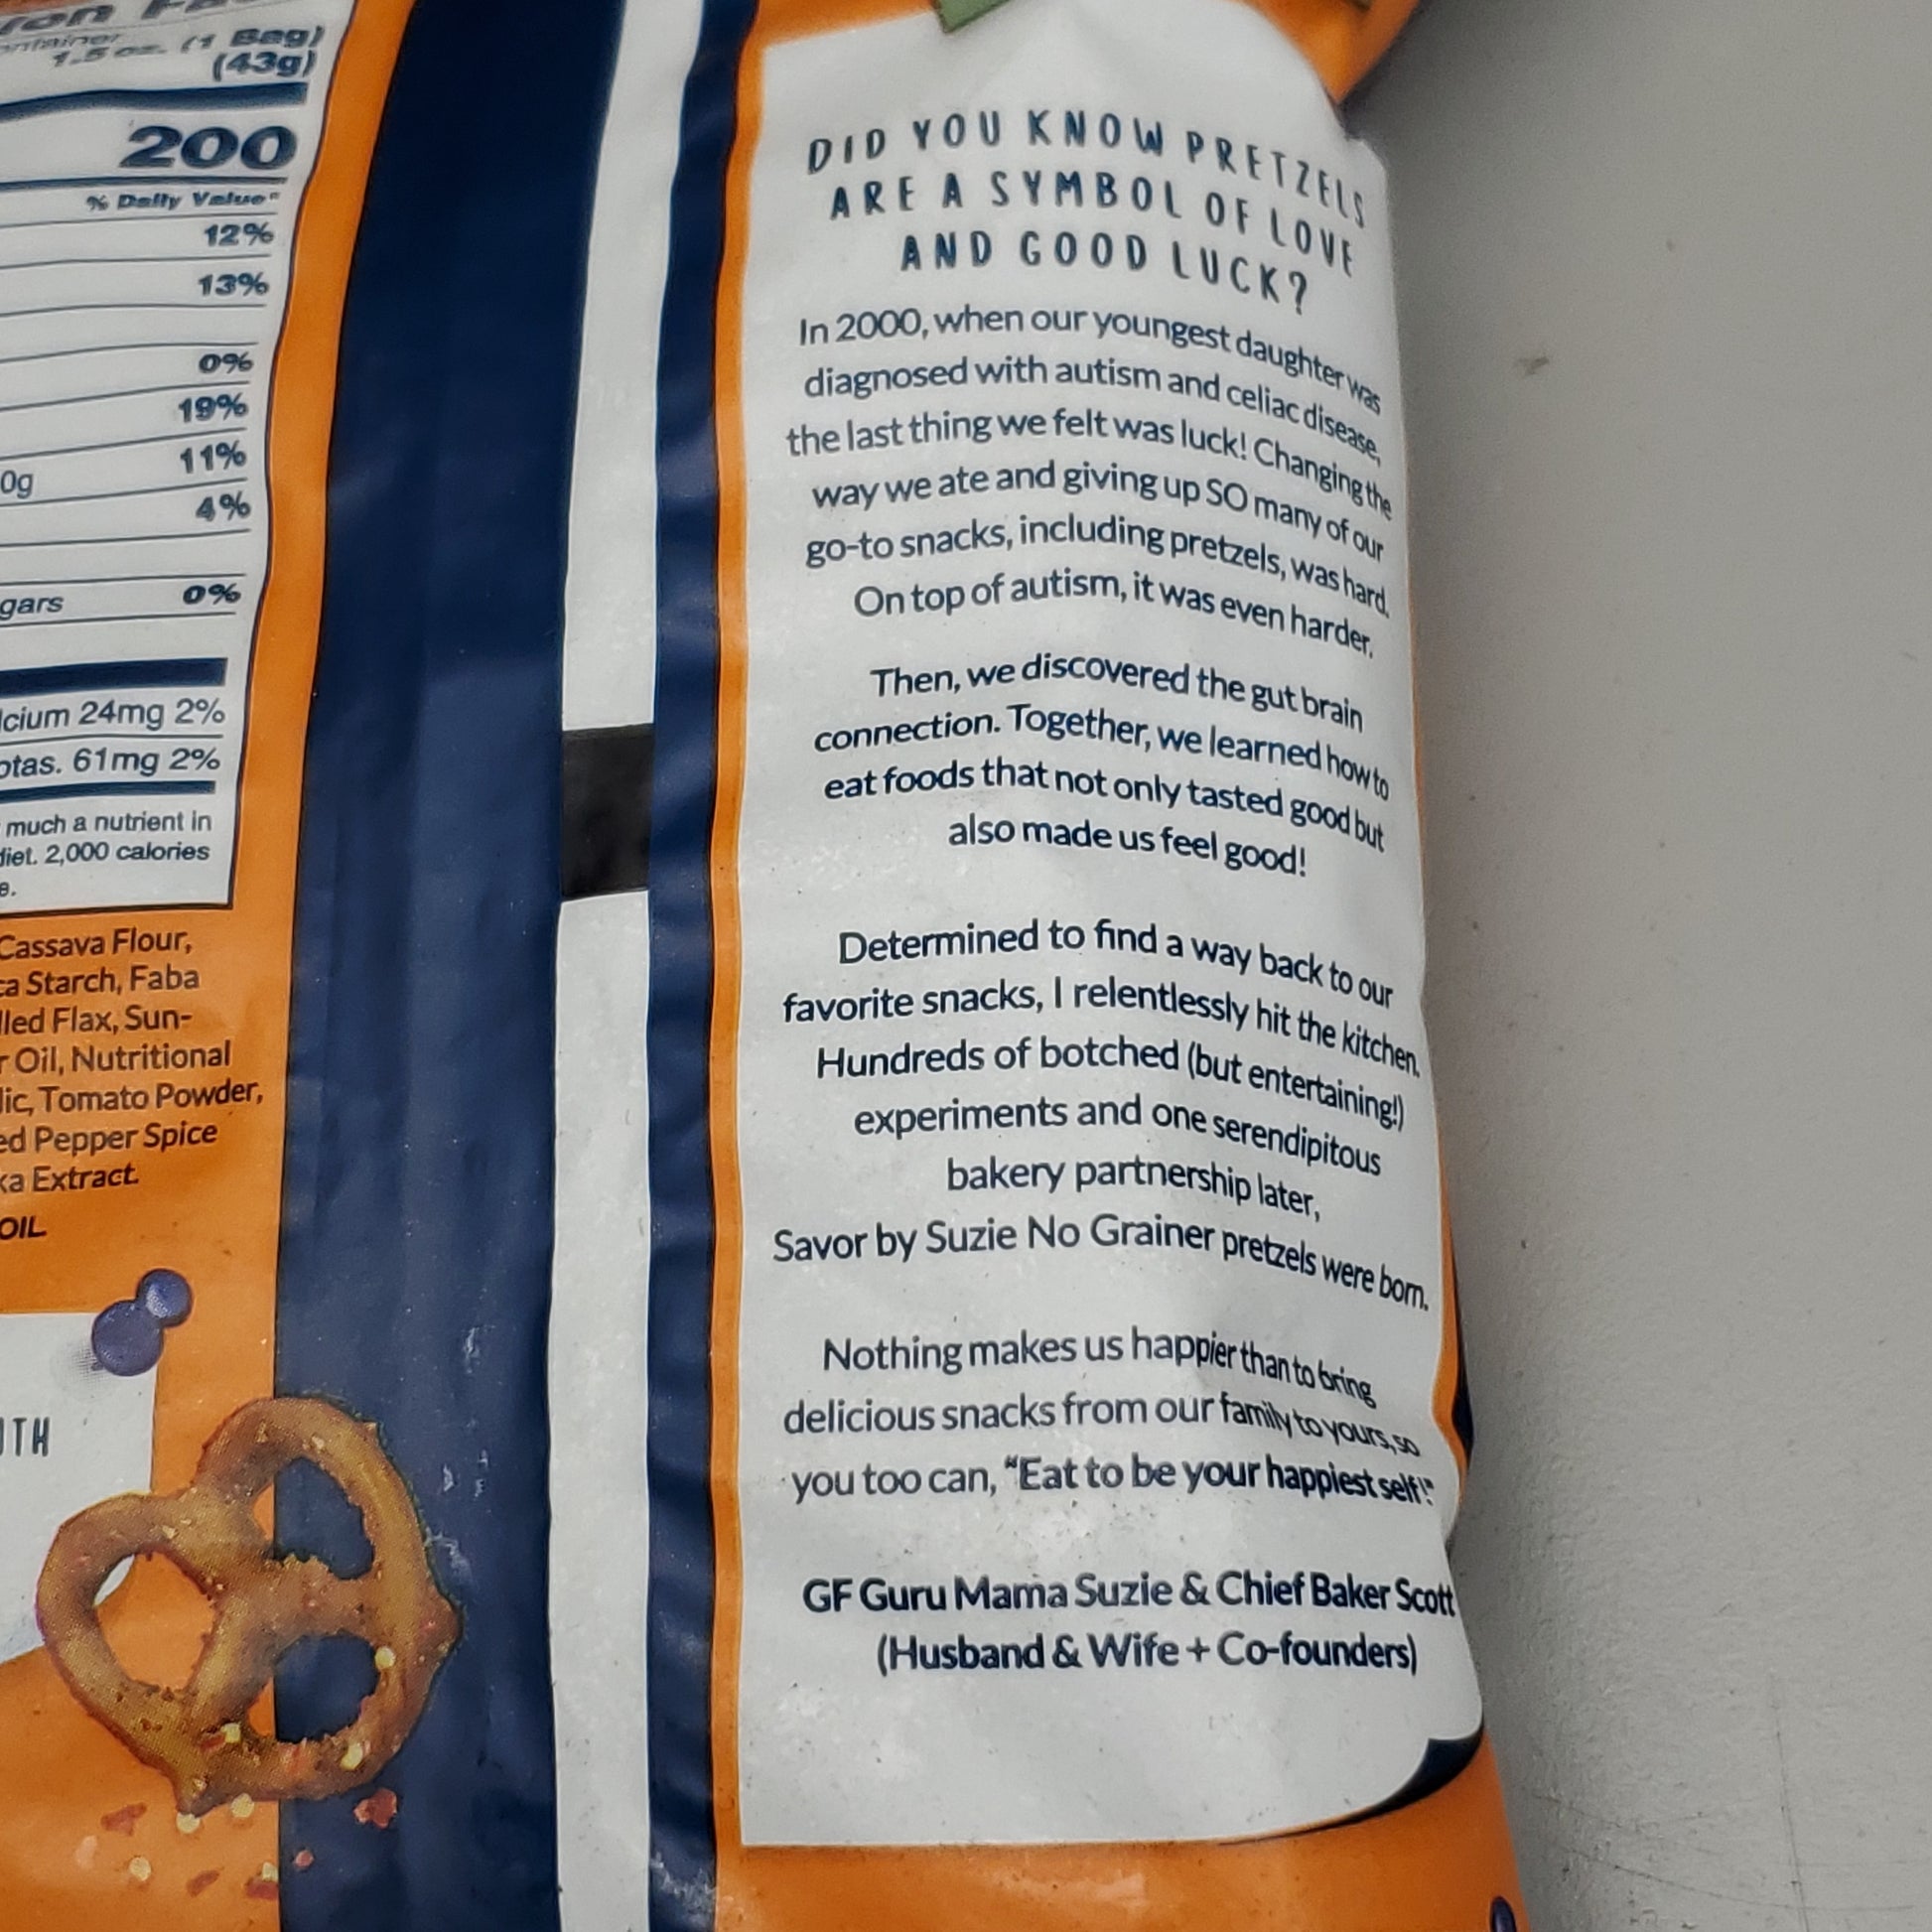 1.5 oz. (1 Bag)
(43g)
200
% Daily Value*
12%
13%
0%
19%
0g 11%
4%
gars 0%
lcium 24mg 2%
otas. 61mg 2%
much a nutrient in
diet. 2,000 calories
e.
Cassava Flour,
ca Starch, Faba
lled Flax, Sun-
r Oil, Nutritional
lic, Tomato Powder,
ed Pepper Spice
ka Extract.
OIL
UTH
DID YOU KNOW PRETZELS
ARE A SYMBOL OF LOVE
AND GOOD LUCK?
In 2000, when our youngest daughter was
diagnosed with autism and celiac disease,
the last thing we felt was luck! Changing the
way we ate and giving up SO many of our
go-to snacks, including pretzels, was hard.
On top of autism, it was even harder.
Then, we discovered the gut brain
connection. Together, we learned how to
eat foods that not only tasted good but
also made us feel good!
Determined to find a way back to our
favorite snacks, I relentlessly hit the kitchen.
Hundreds of botched (but entertaining!)
experiments and one serendipitous
bakery partnership later,
Savor by Suzie No Grainer pretzels were born.
Nothing makes us happier than to bring
delicious snacks from our family to yours, so
you too can, "Eat to be your happiest self!"
GF Guru Mama Suzie & Chief Baker Scott
(Husband & Wife + Co-founders)